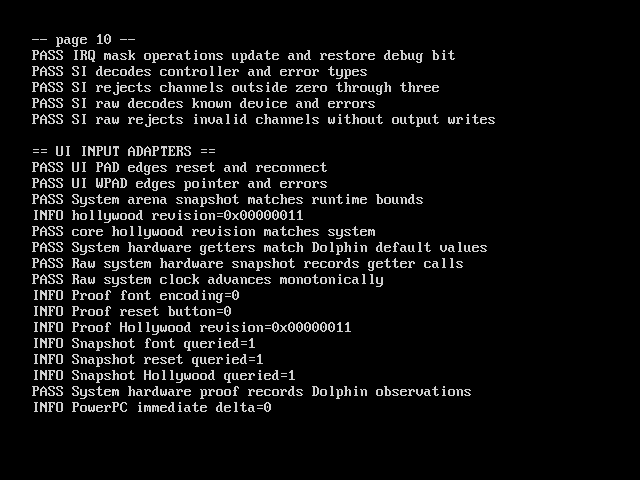 -- page 10 --
PASS IRQ mask operations update and restore debug bit
PASS SI decodes controller and error types
PASS SI rejects channels outside zero through three
PASS SI raw decodes known device and errors
PASS SI raw rejects invalid channels without output writes
== UI INPUT ADAPTERS ==
PASS UI PAD edges reset and reconnect
PASS UI WPAD edges pointer and errors
PASS System arena snapshot matches runtime bounds
INFO hollywood revision=0x00000011
PASS core hollywood revision matches system
PASS System hardware getters match Dolphin default values
PASS Raw system hardware snapshot records getter calls
PASS Raw system clock advances monotonically
INFO Proof font encoding=0
INFO Proof reset button=0
INFO Proof Hollywood revision=0x00000011
INFO Snapshot font queried=1
INFO Snapshot reset queried=1
INFO Snapshot Hollywood queried=1
PASS System hardware proof records Dolphin observations
INFO PowerPC immediate delta=0